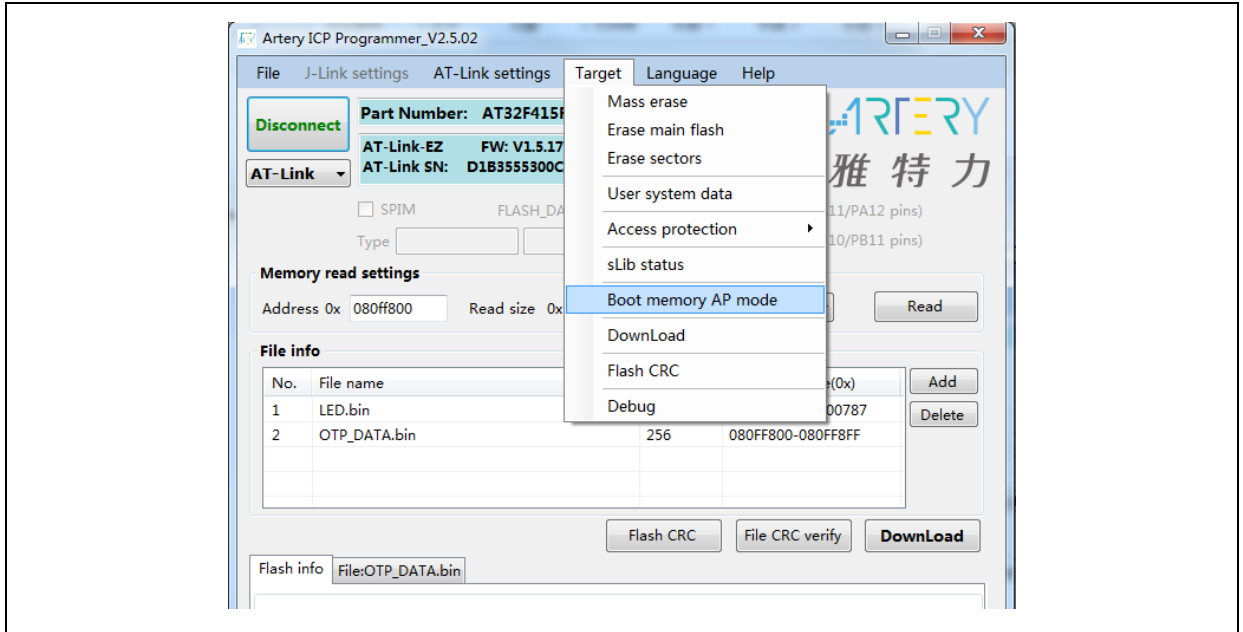 Artery ICP Programmer_V2.5.02
File J-Link settings AT-Link settings Target Language Help
Disconnect
Part Number: AT32F415
AT-Link-EZ FW: V1.5.17
AT-Link SN: D1B3555300C
AT-Link
ARTERY
雅特力
Mass erase
Erase main flash
Erase sectors
User system data
Access protection
sLib status
Boot memory AP mode
DownLoad
Flash CRC
Debug
SPIM FLASH_DA 11/PA12 pins)
Type 10/PB11 pins)
Memory read settings
Address 0x 080ff800 Read size 0x Read
File info
No. File name e(0x) Add
1 LED.bin 00787 Delete
2 OTP_DATA.bin 256 080FF800-080FF8FF
Flash CRC File CRC verify DownLoad
Flash info File:OTP_DATA.bin